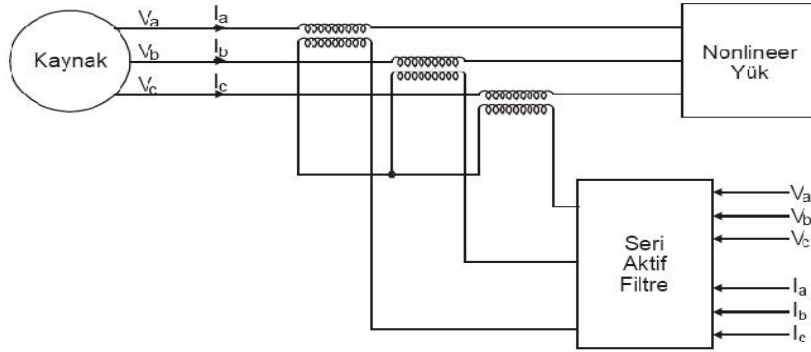 Kaynak
Va
Ia
Vb
Ib
Vc
Ic
Nonlineer
Yük
Seri
Aktif
Filtre
Va
Vb
Vc
Ia
Ib
Ic